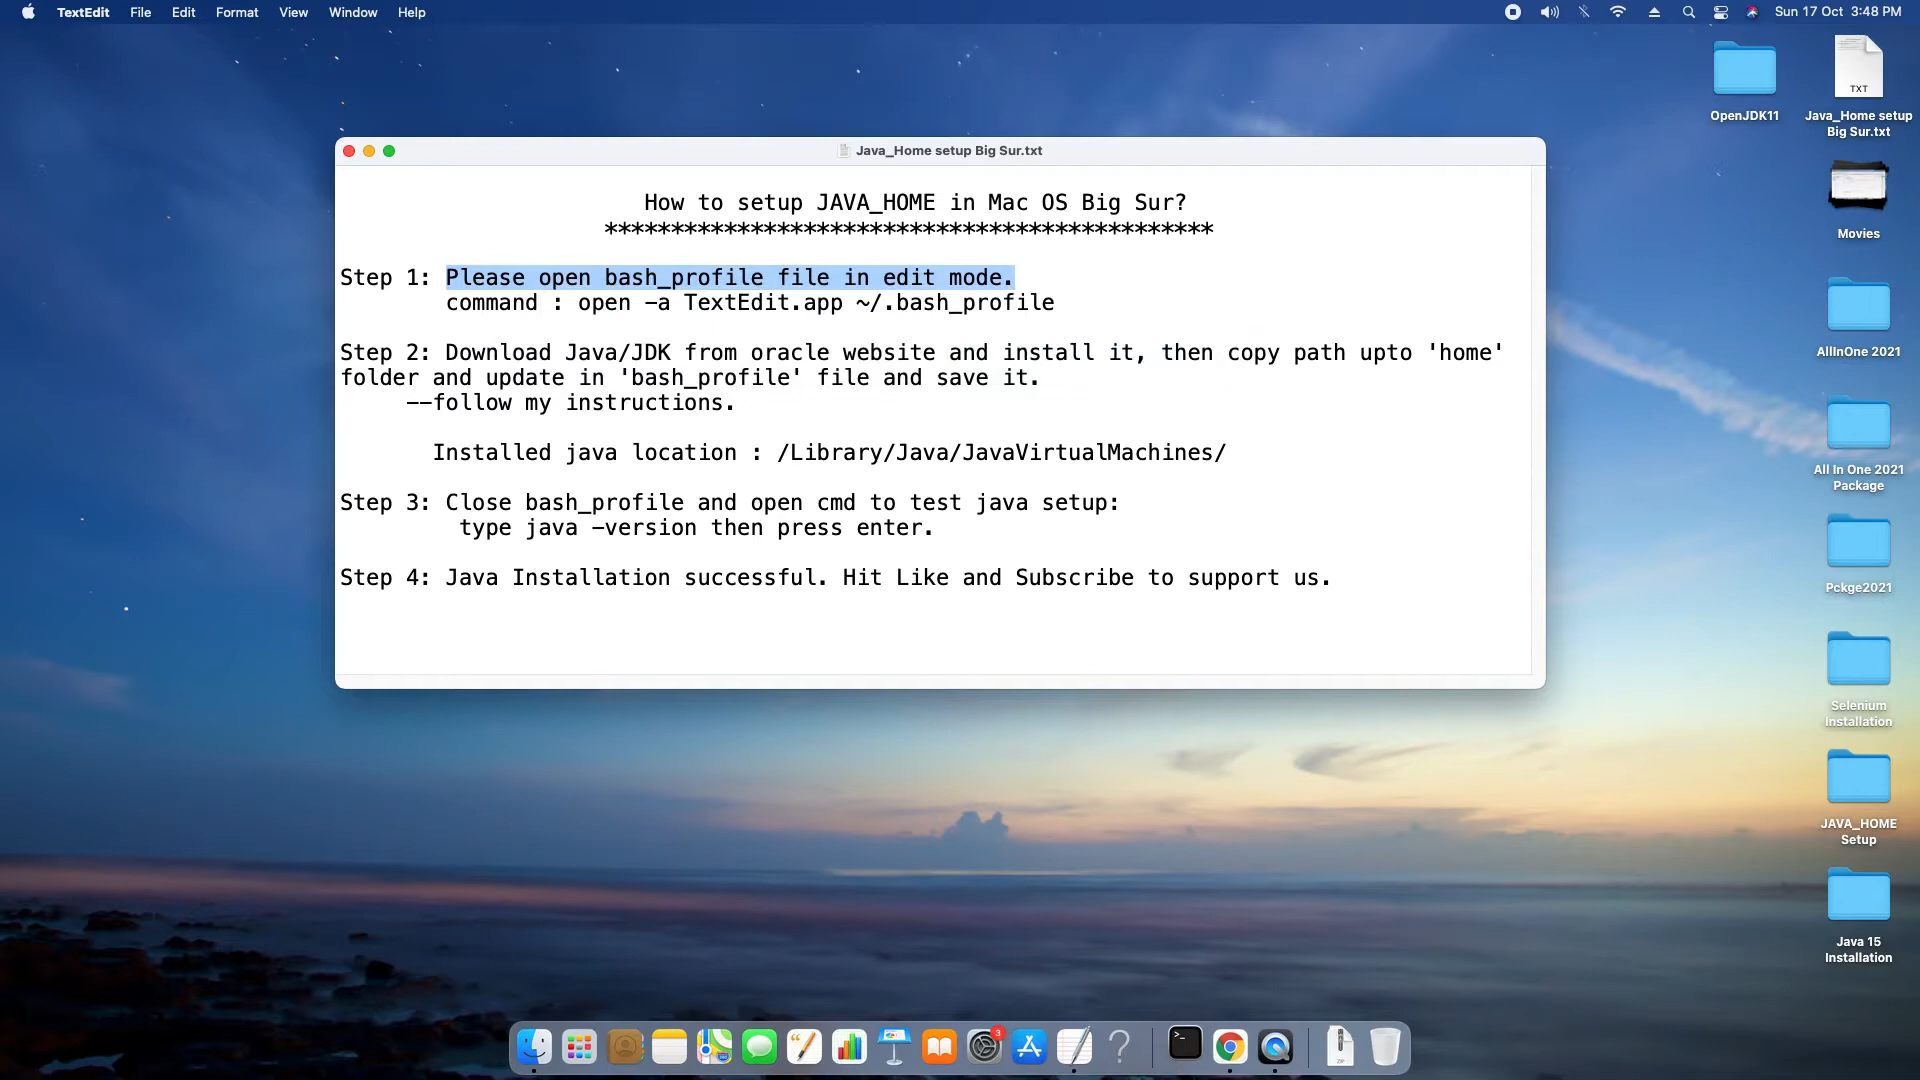 TextEdit File Edit Format View Window Help
Sun 17 Oct 3:48 PM
OpenJDK11
TXT
Java_Home setup
Big Sur.txt
Movies
AllInOne 2021
All In One 2021
Package
Pckge2021
Selenium
Installation
JAVA_HOME
Setup
Java 15
Installation
Java_Home setup Big Sur.txt
How to setup JAVA_HOME in Mac OS Big Sur?
**********************************************
Step 1: Please open bash_profile file in edit mode.
command : open -a TextEdit.app ~/.bash_profile
Step 2: Download Java/JDK from oracle website and install it, then copy path upto 'home'
folder and update in 'bash_profile' file and save it.
--follow my instructions.
Installed java location : /Library/Java/JavaVirtualMachines/
Step 3: Close bash_profile and open cmd to test java setup:
type java -version then press enter.
Step 4: Java Installation successful. Hit Like and Subscribe to support us.
3
>_
ZIP